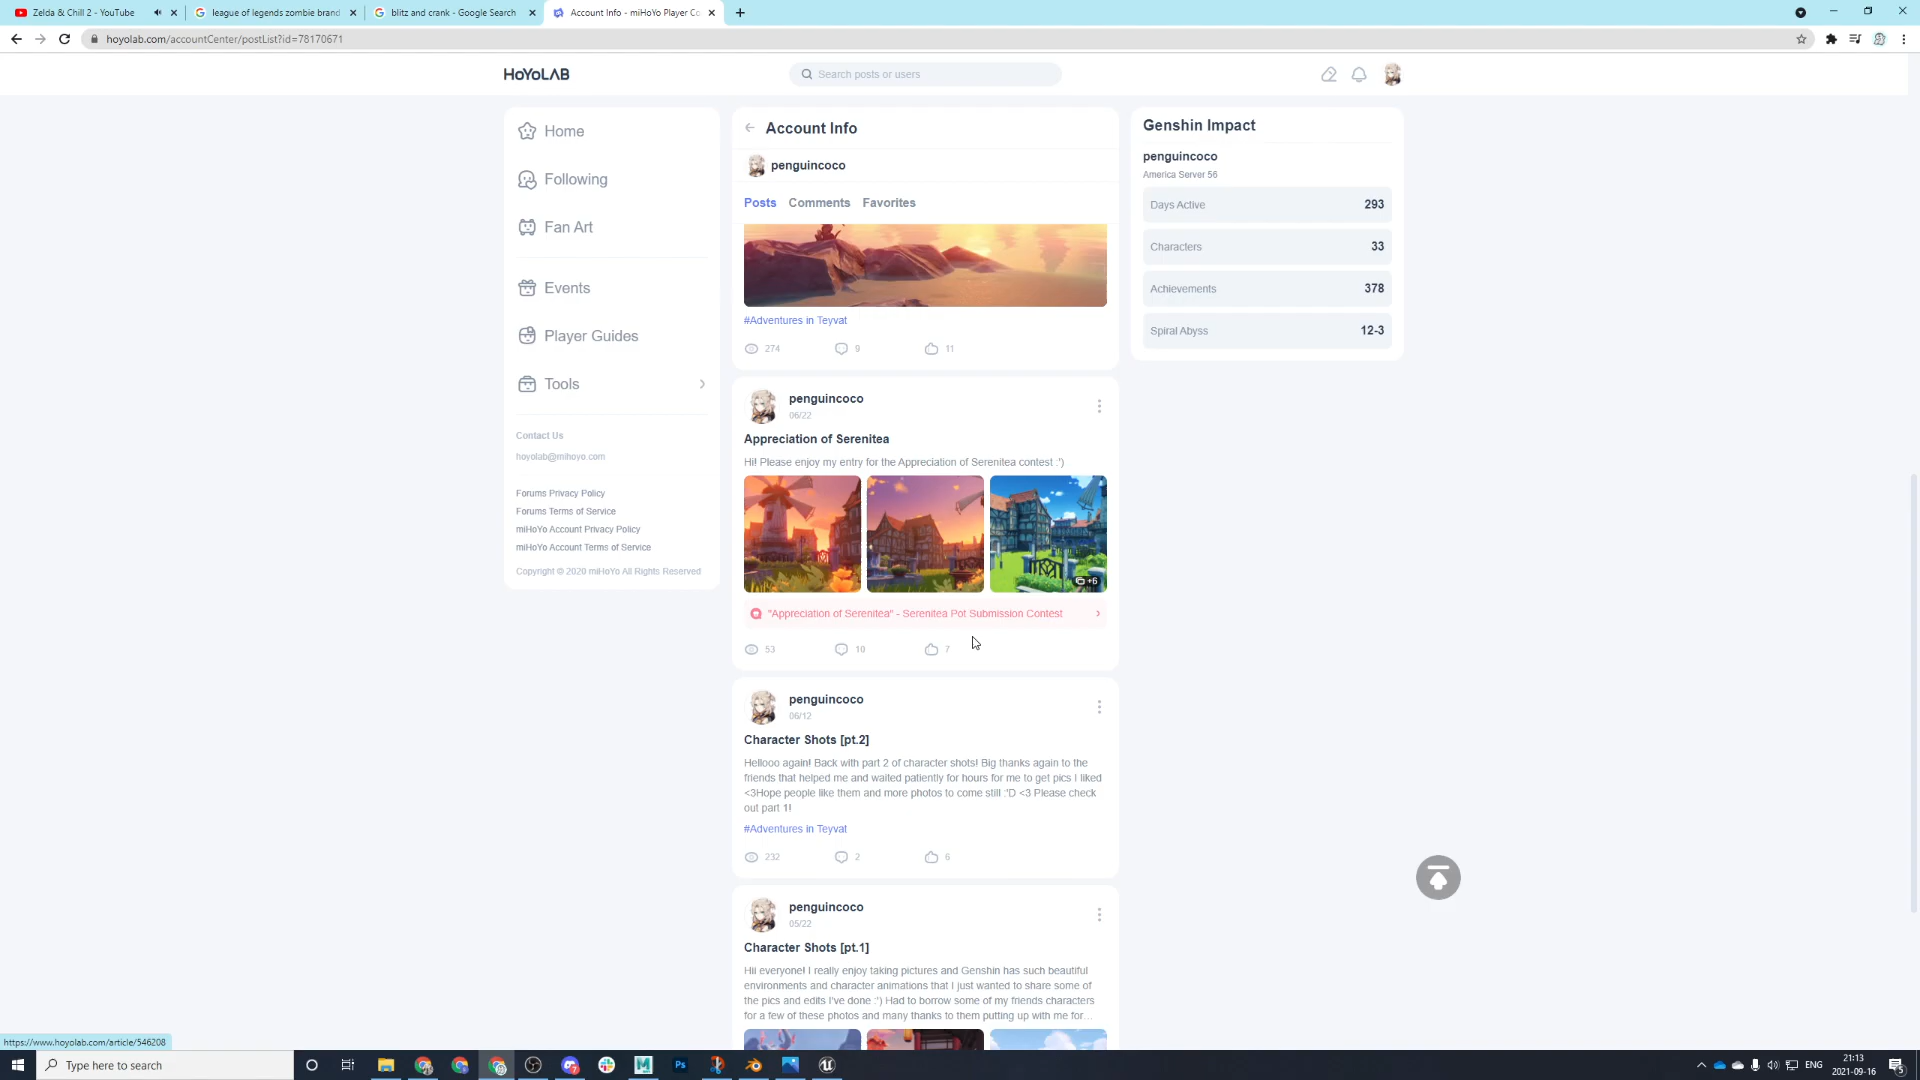 Zelda & Chill 2 - YouTube
league of legends zombie brand
blitz and crank - Google Search
Account Info - miHoYo Player Co
hoyolab.com/accountCenter/postList?id=78170671
HoYoLAB
Search posts or users
Home
Following
Fan Art
Events
Player Guides
Tools
Contact Us
hoyolab@mihoyo.com
Forums Privacy Policy
Forums Terms of Service
miHoYo Account Privacy Policy
miHoYo Account Terms of Service
Copyright © 2020 miHoYo All Rights Reserved
Account Info
penguincoco
Posts Comments Favorites
#Adventures in Teyvat
274 9 11
penguincoco
06/22
Appreciation of Serenitea
Hi! Please enjoy my entry for the Appreciation of Serenitea contest :')
+6
"Appreciation of Serenitea" - Serenitea Pot Submission Contest
53 10 7
penguincoco
06/12
Character Shots [pt.2]
Hellooo again! Back with part 2 of character shots! Big thanks again to the
friends that helped me and waited patiently for hours for me to get pics I liked
<3Hope people like them and more photos to come still :'D <3 Please check
out part 1!
#Adventures in Teyvat
232 2 6
penguincoco
05/22
Character Shots [pt.1]
Hii everyone! I really enjoy taking pictures and Genshin has such beautiful
environments and character animations that I just wanted to share some of
the pics and edits I've done :') Had to borrow some of my friends characters
for a few of these photos and many thanks to them putting up with me for...
Genshin Impact
penguincoco
America Server 56
Days Active 293
Characters 33
Achievements 378
Spiral Abyss 12-3
https://www.hoyolab.com/article/546208
Type here to search
Ps
ENG
21:13
2021-09-16
5